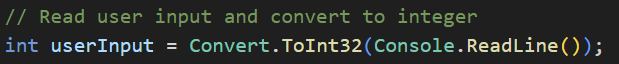 // Read user input and convert to integer
int userInput = Convert.ToInt32(Console.ReadLine());